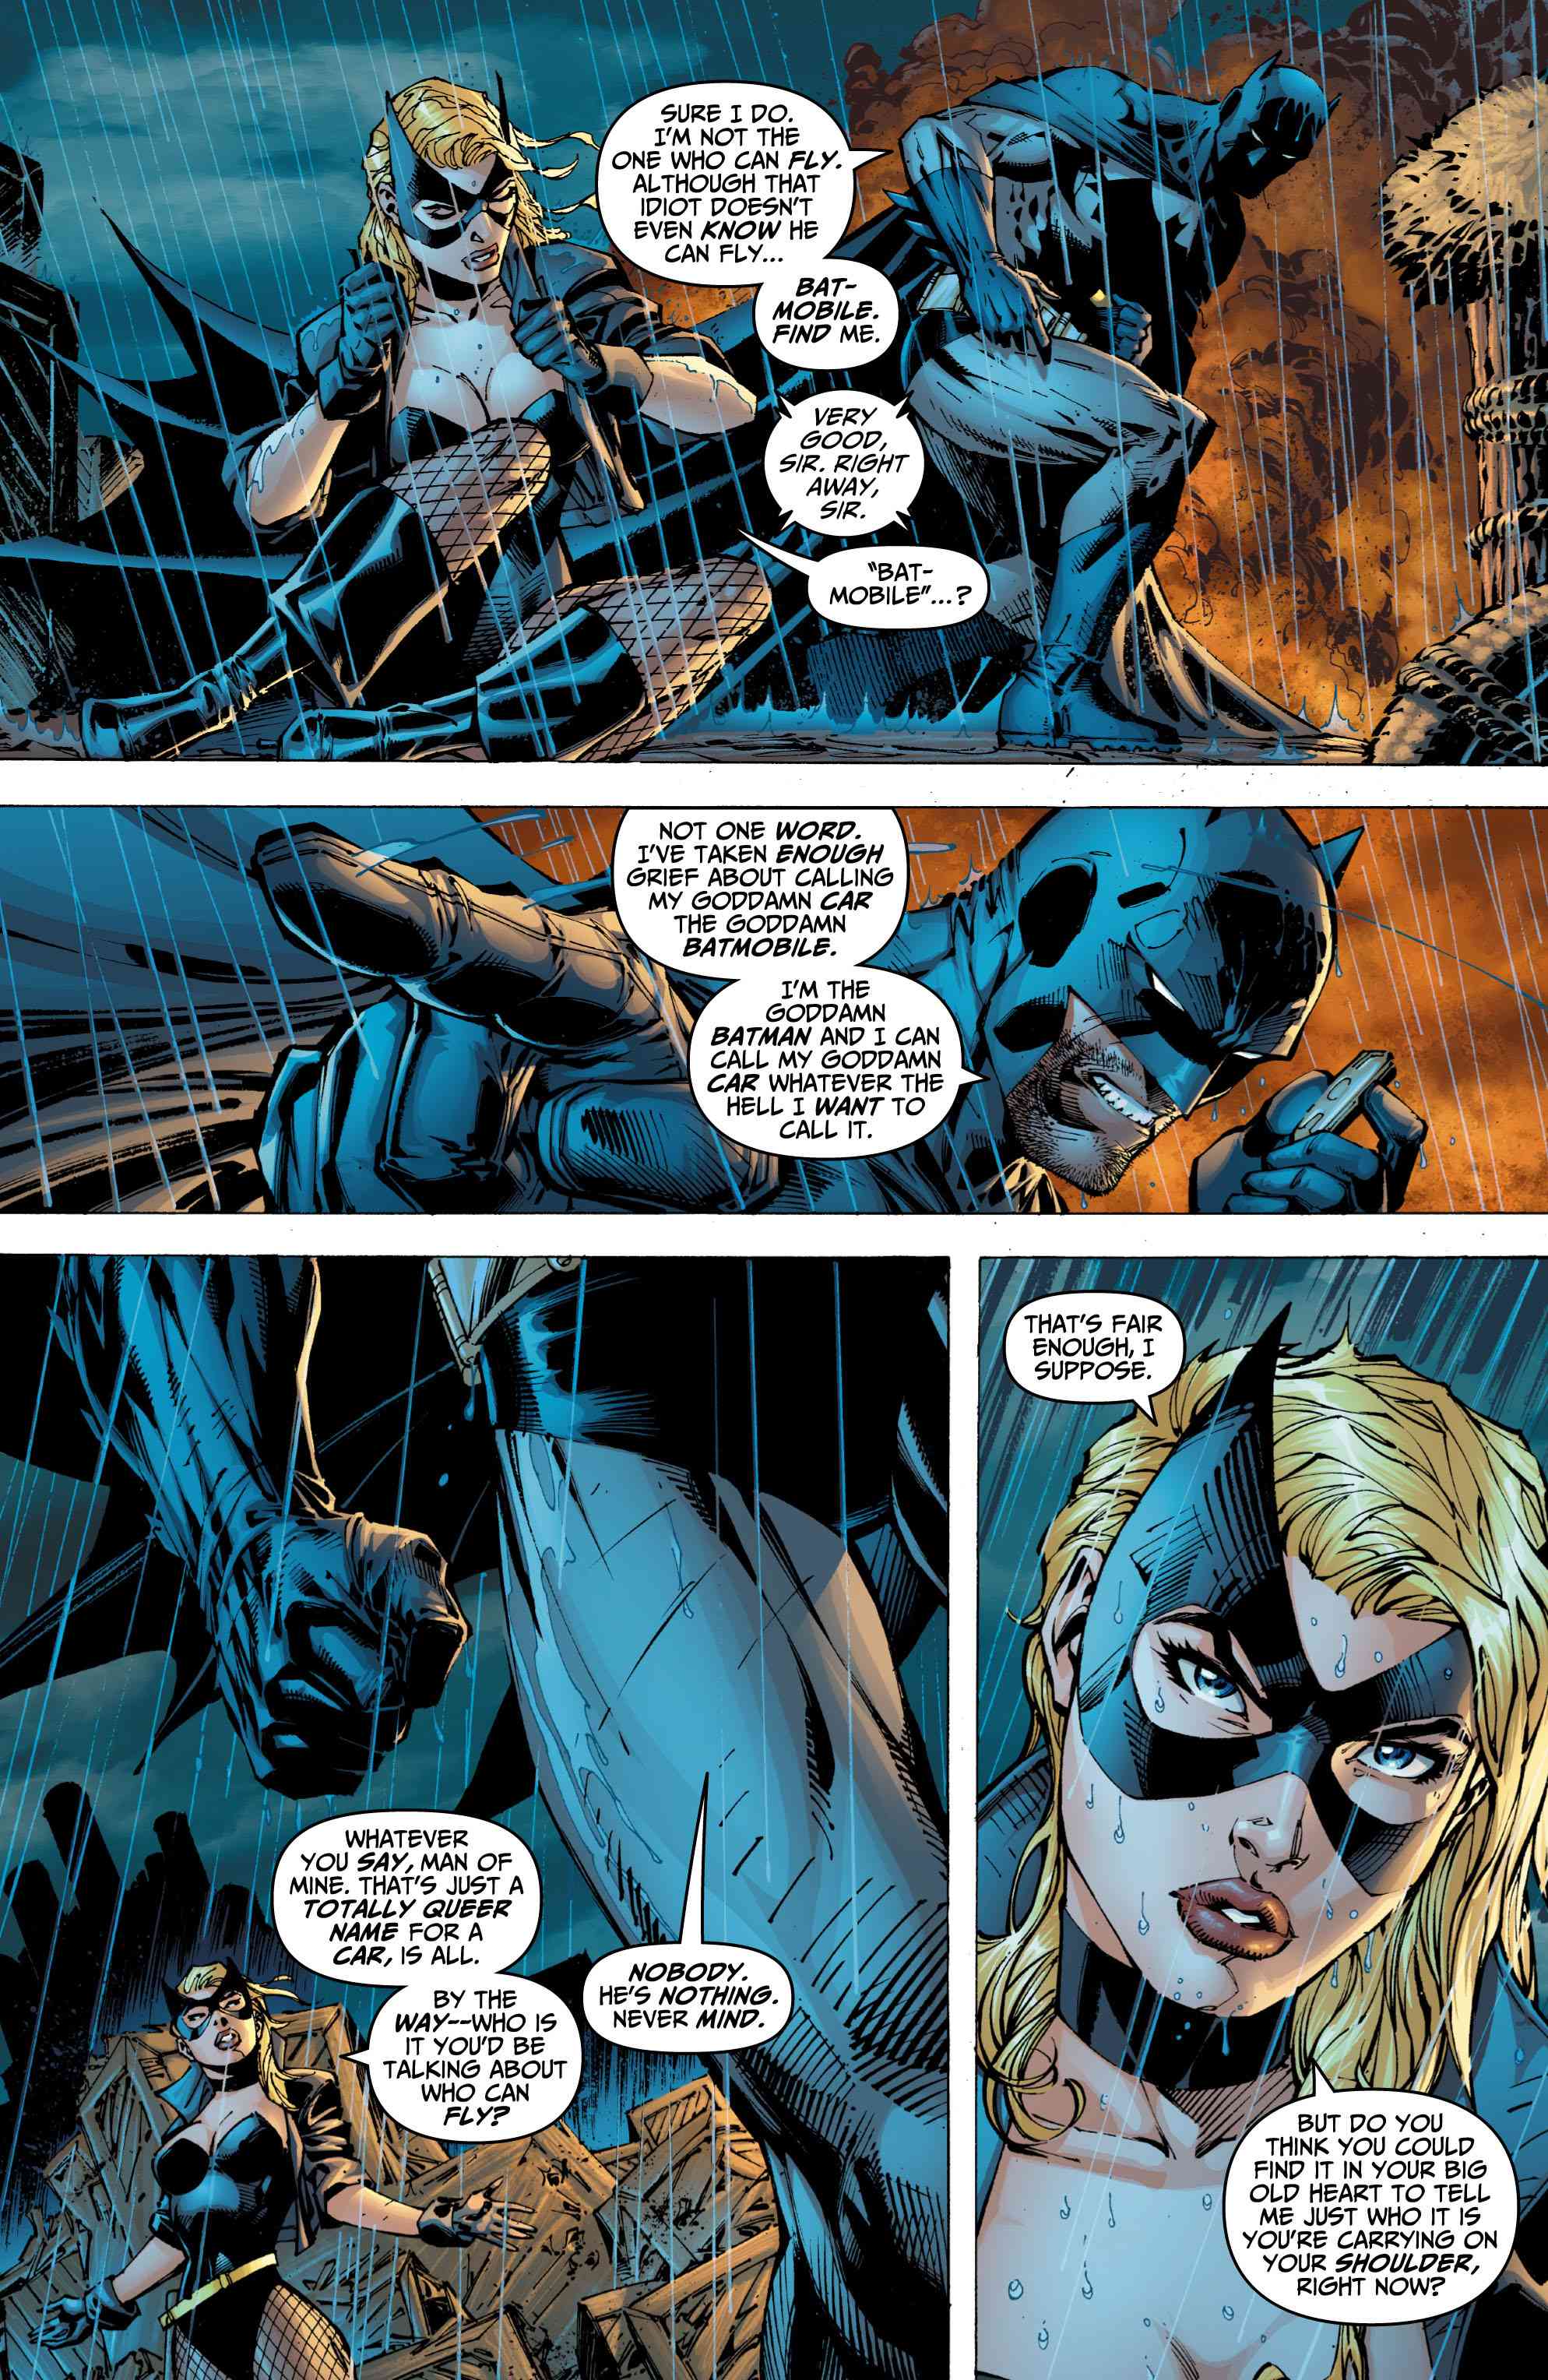 SURE I DO.
I'M NOT THE
ONE WHO CAN FLY.
ALTHOUGH THAT
IDIOT DOESN'T
EVEN KNOW HE
CAN FLY...
BAT-
MOBILE.
FIND ME.
VERY
GOOD,
SIR. RIGHT
AWAY,
SIR.
"BAT-
MOBILE"...?
NOT ONE WORD.
I'VE TAKEN ENOUGH
GRIEF ABOUT CALLING
MY GODDAMN CAR
THE GODDAMN
BATMOBILE.
I'M THE
GODDAMN
BATMAN AND I CAN
CALL MY GODDAMN
CAR WHATEVER THE
HELL I WANT TO
CALL IT.
WHATEVER
YOU SAY, MAN OF
MINE. THAT'S JUST A
TOTALLY QUEER
NAME FOR A
CAR, IS ALL.
BY THE
WAY--WHO IS
IT YOU'D BE
TALKING ABOUT
WHO CAN
FLY?
NOBODY.
HE'S NOTHING.
NEVER MIND.
THAT'S FAIR
ENOUGH, I
SUPPOSE.
BUT DO YOU
THINK YOU COULD
FIND IT IN YOUR BIG
OLD HEART TO TELL
ME JUST WHO IT IS
YOU'RE CARRYING ON
YOUR SHOULDER,
RIGHT NOW?